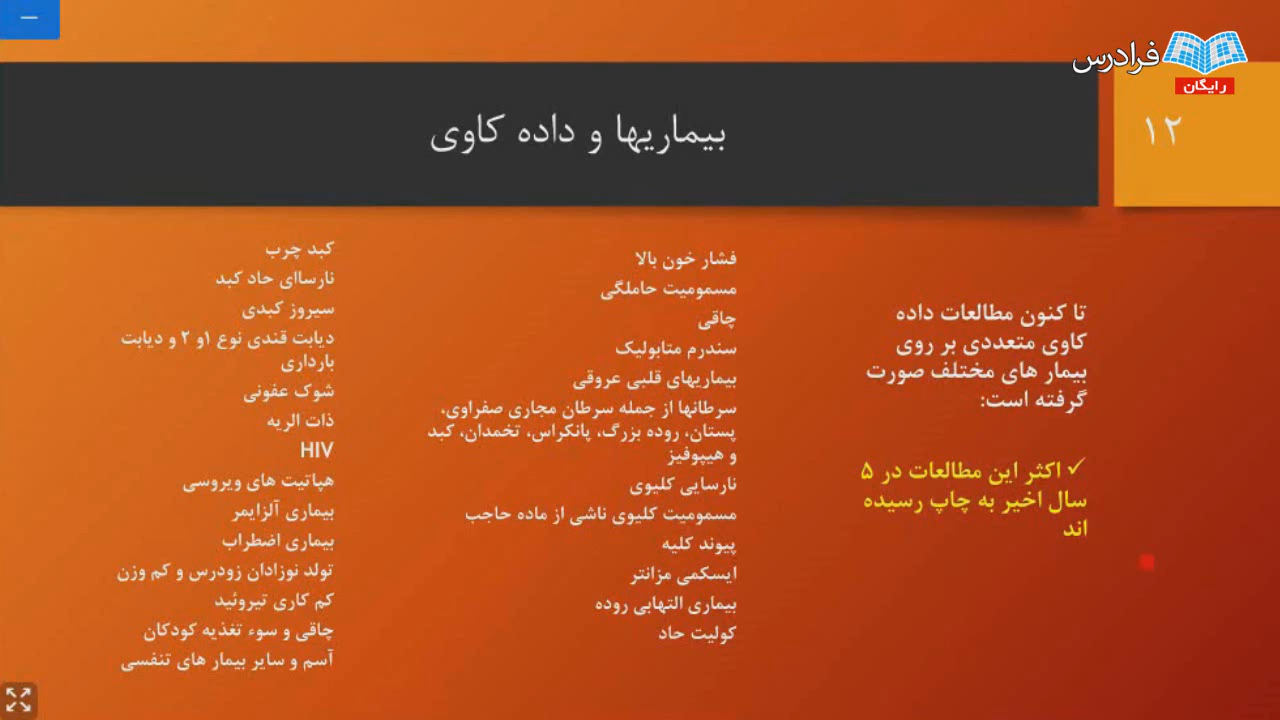 فرادرس
رایگان
۱۲
بیماریها و داده کاوی
تا کنون مطالعات داده
کاوی متعددی بر روی
بیمار های مختلف صورت
گرفته است:
✓ اکثر این مطالعات در ۵
سال اخیر به چاپ رسیده
اند
فشار خون بالا
مسمومیت حاملگی
چاقی
سندرم متابولیک
بیماریهای قلبی عروقی
سرطانها از جمله سرطان مجاری صفراوی،
پستان، روده بزرگ، پانکراس، تخمدان، کبد
و هیپوفیز
نارسایی کلیوی
مسمومیت کلیوی ناشی از ماده حاجب
پیوند کلیه
ایسکمی مزانتر
بیماری التهابی روده
کولیت حاد
کبد چرب
نارسای حاد کبد
سیروز کبدی
دیابت قندی نوع ۱و ۲ و دیابت
بارداری
شوک عفونی
ذات الریه
HIV
هپاتیت های ویروسی
بیماری آلزایمر
بیماری اضطراب
تولد نوزادان زودرس و کم وزن
کم کاری تیروئید
چاقی و سوء تغذیه کودکان
آسم و سایر بیمار های تنفسی